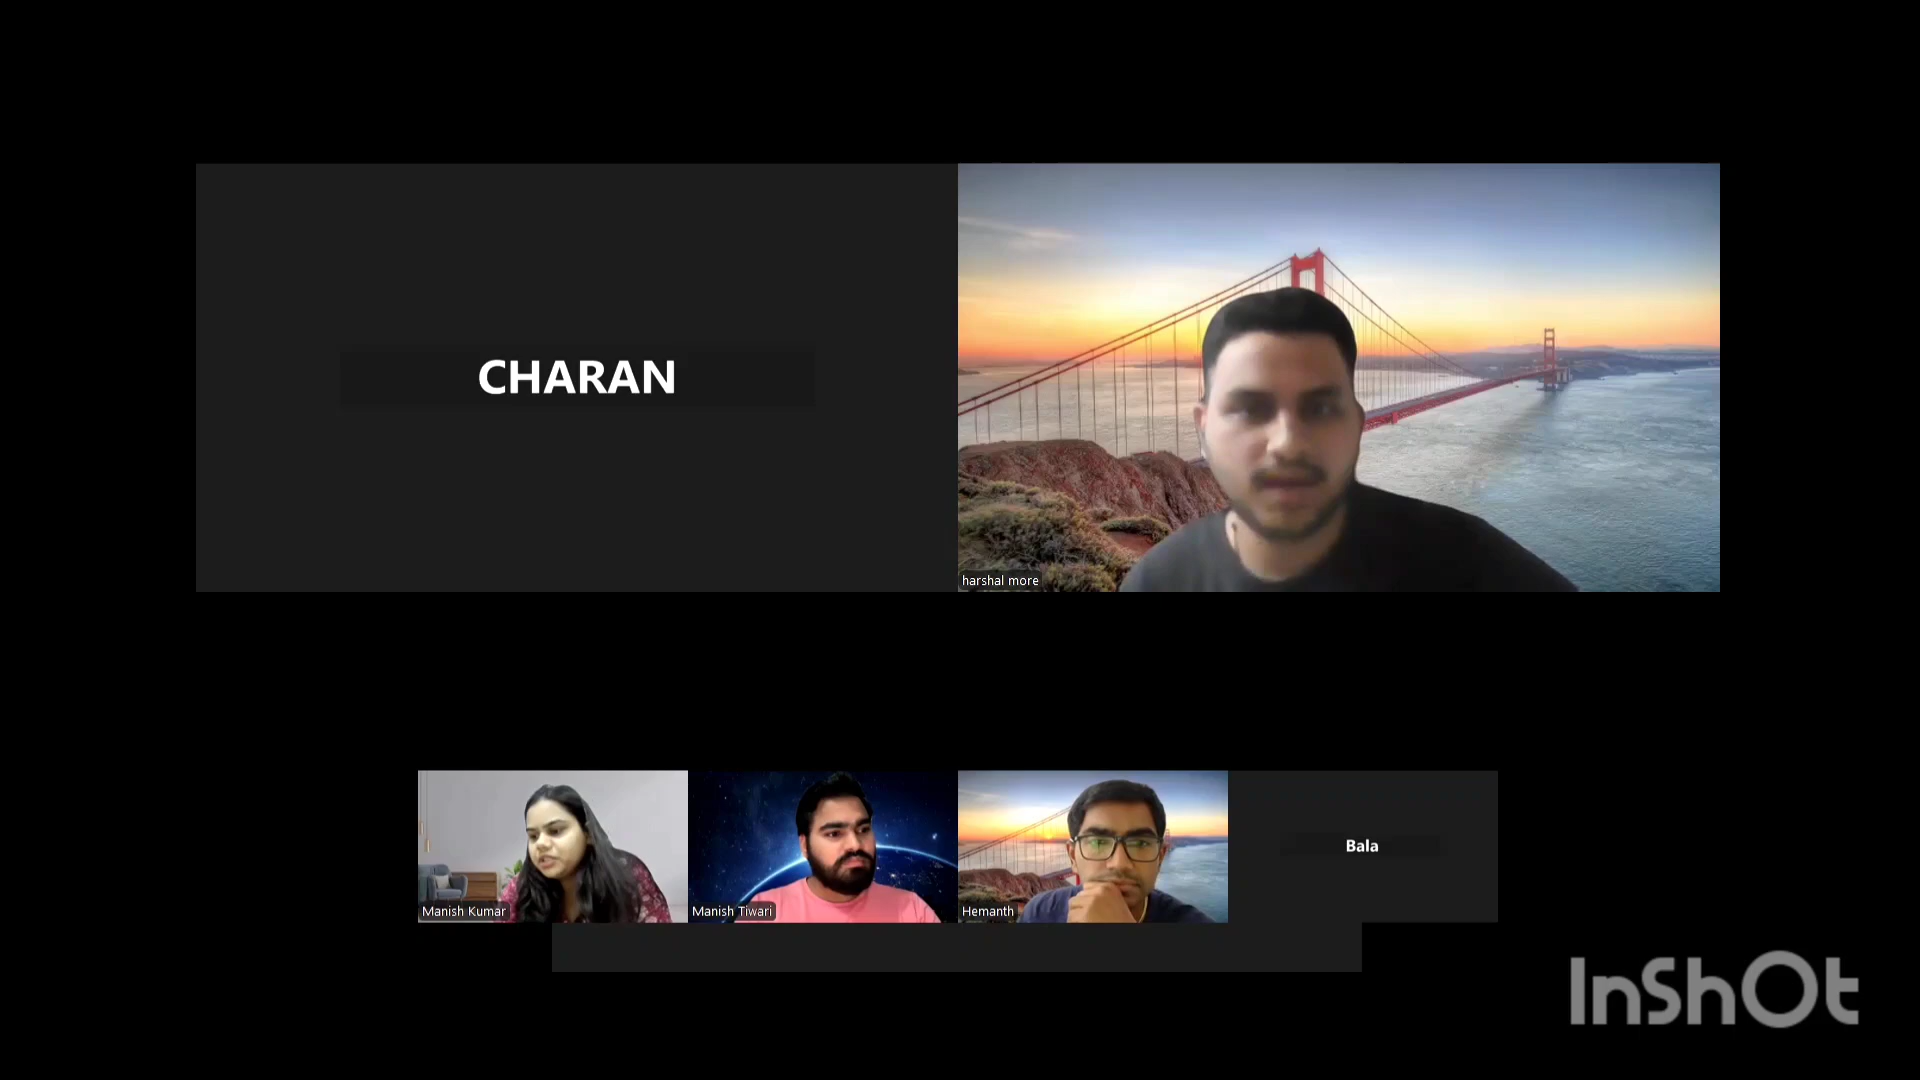 CHARAN
harshal more
Manish Kumar
Manish Tiwari
Hemanth
Bala
InShOt